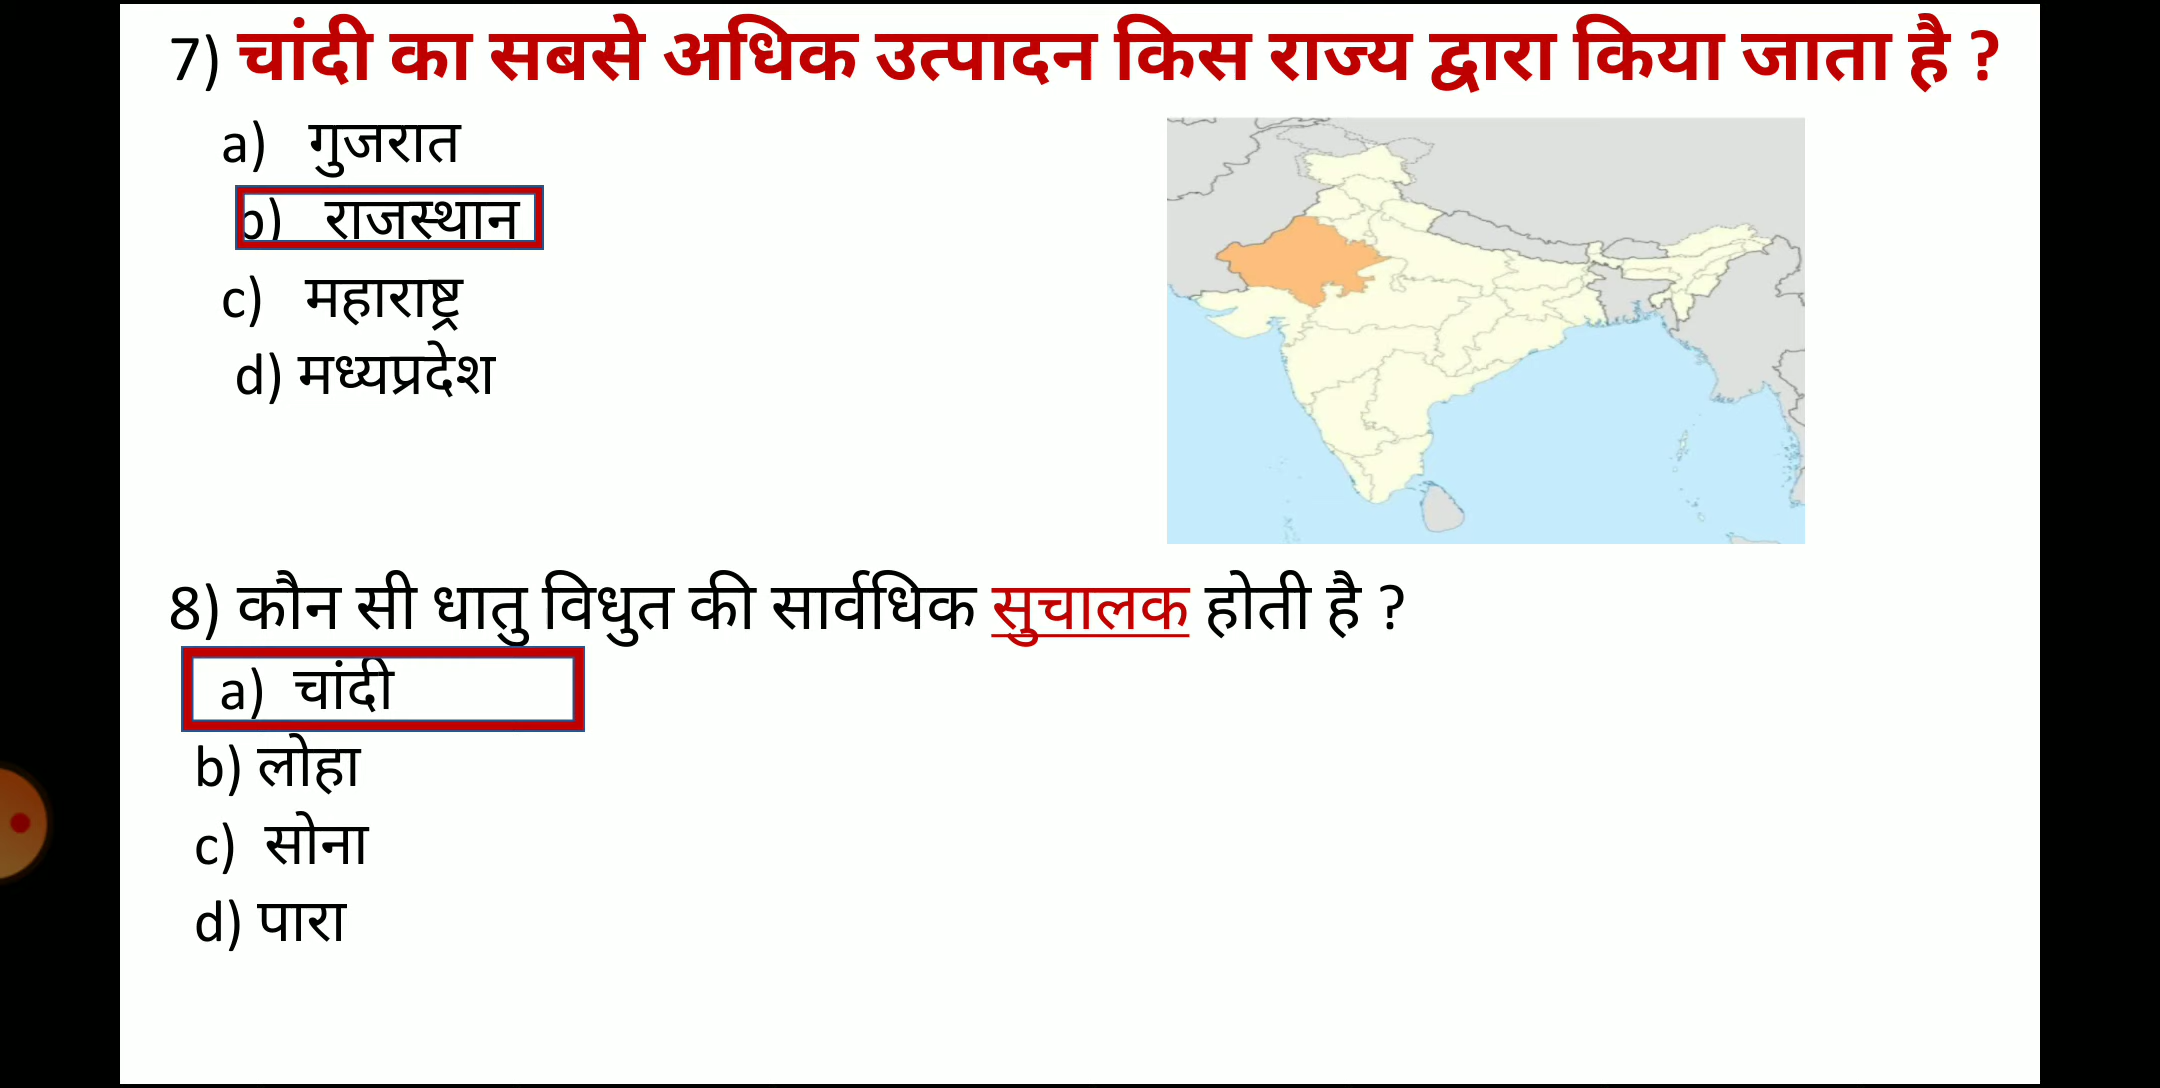 7) चांदी का सबसे अधिक उत्पादन किस राज्य द्वारा किया जाता है ?
a) गुजरात
b) राजस्थान
c) महाराष्ट्र
d) मध्यप्रदेश
8) कौन सी धातु विधुत की सार्वधिक सुचालक होती है ?
a) चांदी
b) लोहा
c) सोना
d) पारा